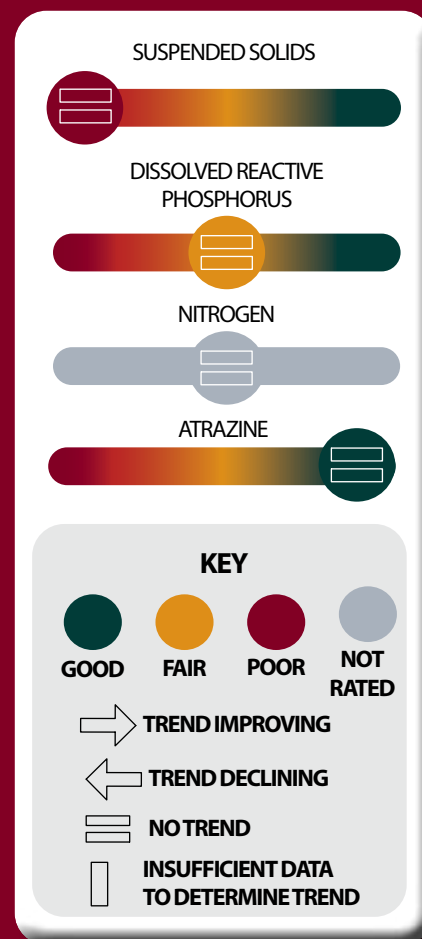 SUSPENDED SOLIDS
DISSOLVED REACTIVE
PHOSPHORUS
NITROGEN
ATRAZINE
KEY
GOOD
FAIR
POOR
NOT
RATED
TREND IMPROVING
TREND DECLINING
NO TREND
INSUFFICIENT DATA
TO DETERMINE TREND